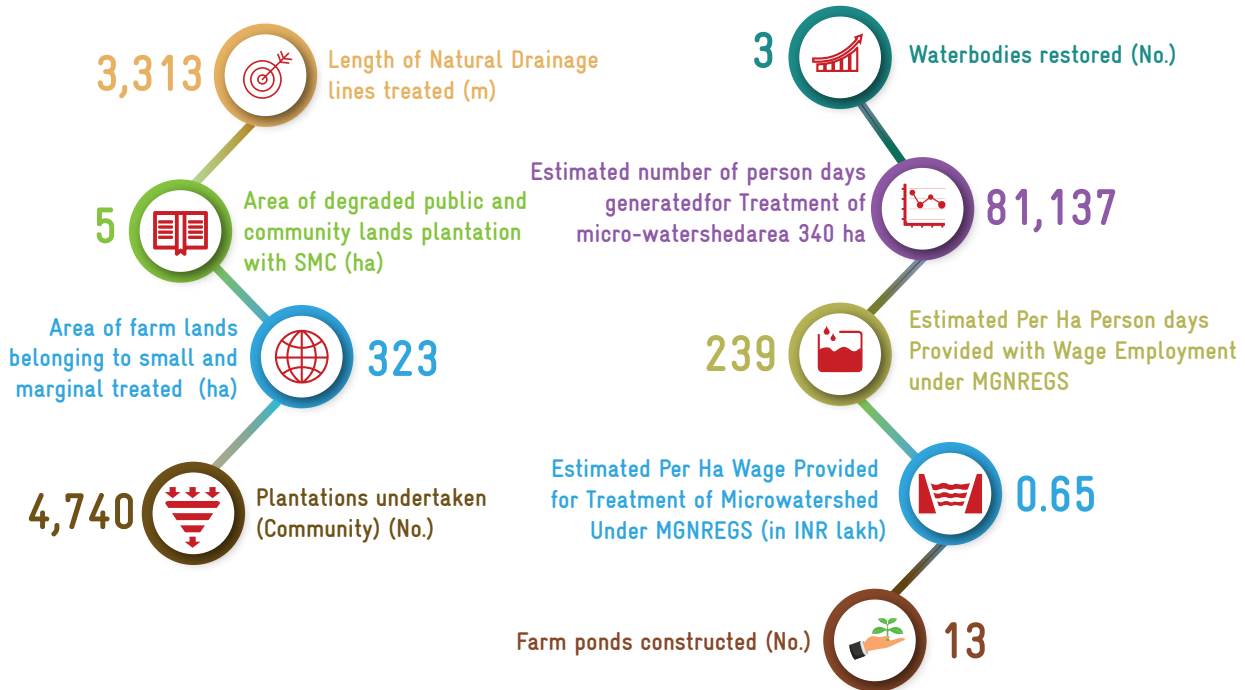 3,313
Length of Natural Drainage
lines treated (m)
5
Area of degraded public and
community lands plantation
with SMC (ha)
Area of farm lands
belonging to small and
marginal treated (ha)
323
4,740
Plantations undertaken
(Community) (No.)
3
Waterbodies restored (No.)
Estimated number of person days
generatedfor Treatment of
micro-watershedarea 340 ha
81,137
239
Estimated Per Ha Person days
Provided with Wage Employment
under MGNREGS
Estimated Per Ha Wage Provided
for Treatment of Microwatershed
Under MGNREGS (in INR lakh)
0.65
Farm ponds constructed (No.)
13